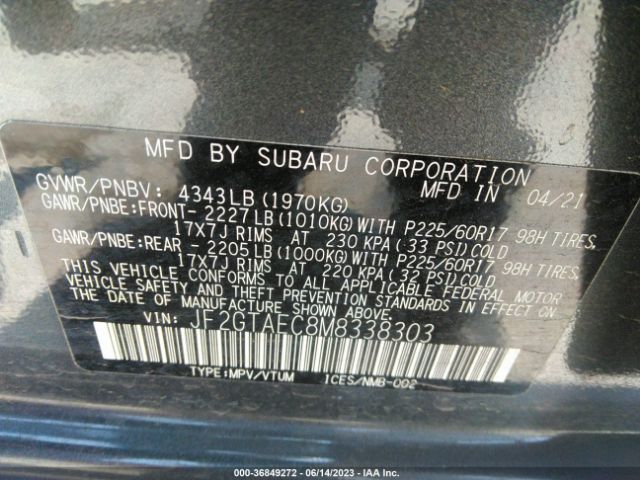 MFD BY SUBARU CORPORATION
GVWR/PNBV: 4343LB (1970KG) MFD IN 04/21
GAWR/PNBE:FRONT- 2227LB(1010KG)WITH P225/60R17 98H TIRES,
17X7J RIMS AT 230 KPA( 33 PSI)COLD
GAWR/PNBE:REAR - 2205LB(1000KG)WITH P225/60R17 98H TIRES,
17X7J RIMS AT 220 KPA( 32 PSI)COLD
THIS VEHICLE CONFORMS TO ALL APPLICABLE FEDERAL MOTOR
VEHICLE SAFETY AND THEFT PREVENTION STANDARDS IN EFFECT ON
THE DATE OF MANUFACTURE SHOWN ABOVE.
VIN: JF2GTAEC8M8338303
TYPE:MPV/VTUM ICES/NMB-002
000-36849272 - 06/14/2023 - IAA Inc.